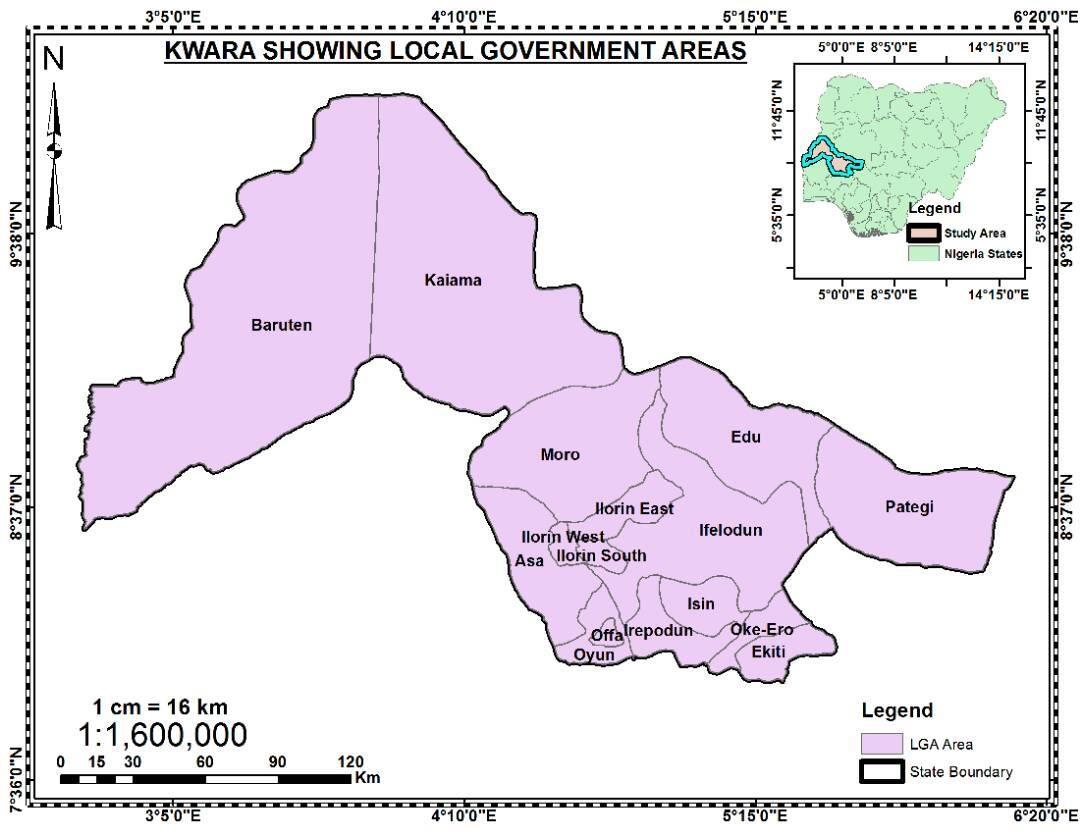 3°5'0"E 4°10'0"E 5°15'0"E 6°20'0"E
KWARA SHOWING LOCAL GOVERNMENT AREAS
N
5°0'0"E 8°50"E 14°15'0"E
11°45'0"N
11°45'0"N
5°35'0"N
5°35'0"N
Legend
Study Area
Nigeria States
5°0'0"E 8°50"E 14°15'0"E
9°38'0"N
9°38'0"N
Kaiama
Baruten
Edu
Moro
8°37'0"N
8°37'0"N
Pategi
Ilorin East
Ifelodun
Ilorin West
Ilorin South
Asa
Isin
Offa
Irepodun
Oke-Ero
Oyun
Ekiti
1 cm = 16 km
1:1,600,000
0 15 30 60 90 120
Km
Legend
LGA Area
State Boundary
7°36'0"N
3°5'0"E 4°10'0"E 5°15'0"E 6°20'0"E